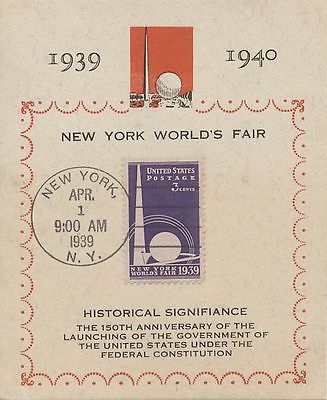 1939 1940
NEW YORK WORLD'S FAIR
UNITED STATES
POSTAGE
3 CENTS
NEW YORK
WORLD'S FAIR 1939
NEW YORK,
APR.
1
9:00 AM
1939
N. Y.
HISTORICAL SIGNIFIANCE
THE 150TH ANNIVERSARY OF THE
LAUNCHING OF THE GOVERNMENT OF
THE UNITED STATES UNDER THE
FEDERAL CONSTITUTION